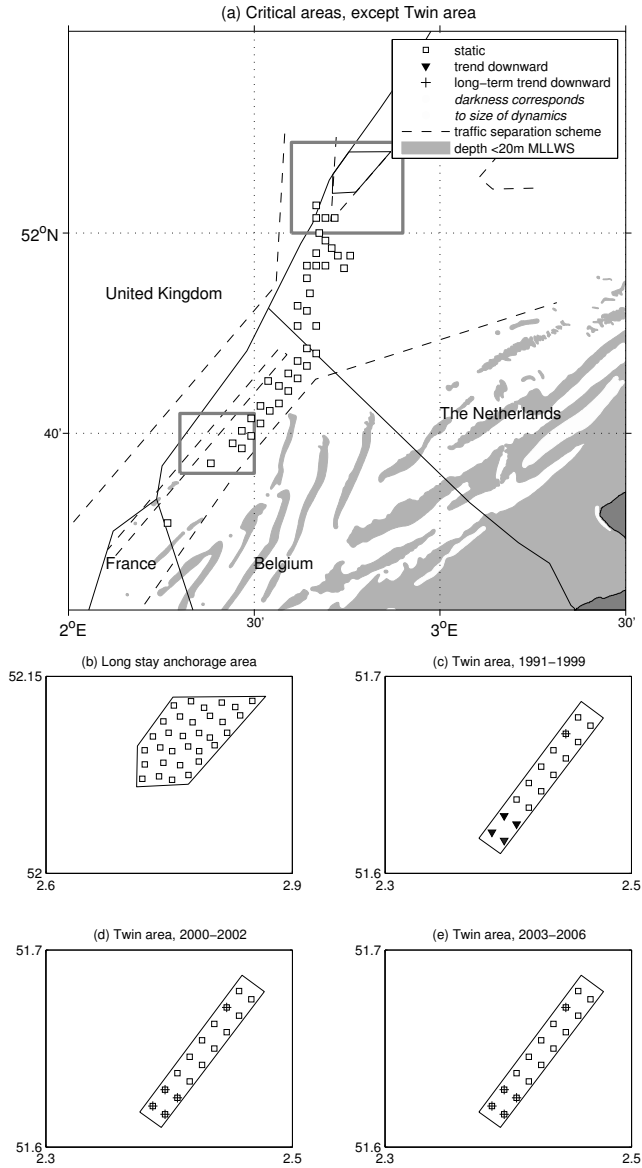 (a) Critical areas, except Twin area
static
trend downward
long−term trend downward
darkness corresponds
to size of dynamics
traffic separation scheme
depth <20m MLLWS
52°N
United Kingdom
The Netherlands
40'
France
Belgium
2°E
30'
3°E
30'
(b) Long stay anchorage area
52.15
52
2.6
2.9
(c) Twin area, 1991−1999
51.7
51.6
2.3
2.5
(d) Twin area, 2000−2002
51.7
51.6
2.3
2.5
(e) Twin area, 2003−2006
51.7
51.6
2.3
2.5